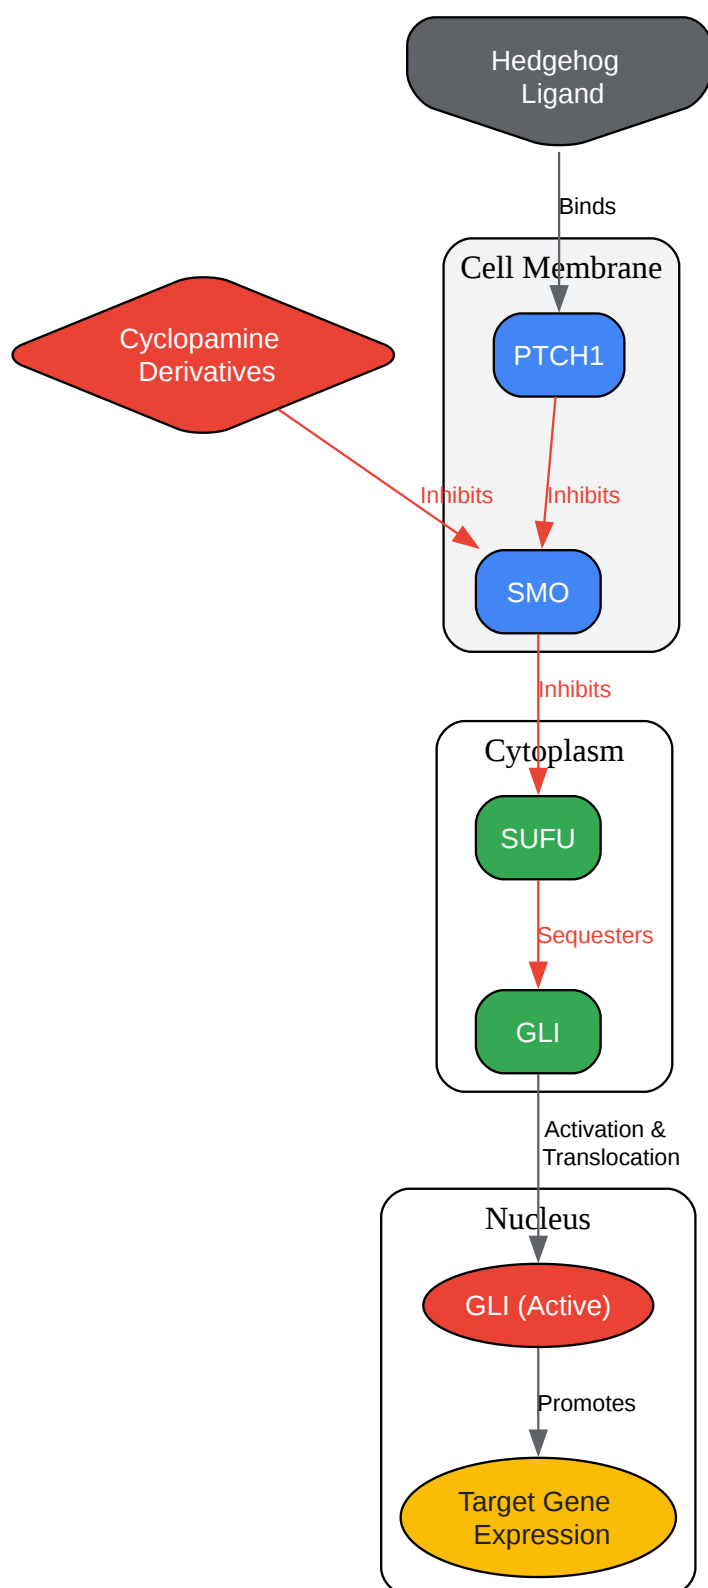 Hedgehog
Ligand
Binds
Cell Membrane
Cyclopamine
Derivatives
PTCH1
Inhibits
Inhibits
SMO
Inhibits
Cytoplasm
SUFU
Sequesters
GLI
Activation &
Translocation
Nucleus
GLI (Active)
Promotes
Target Gene
Expression